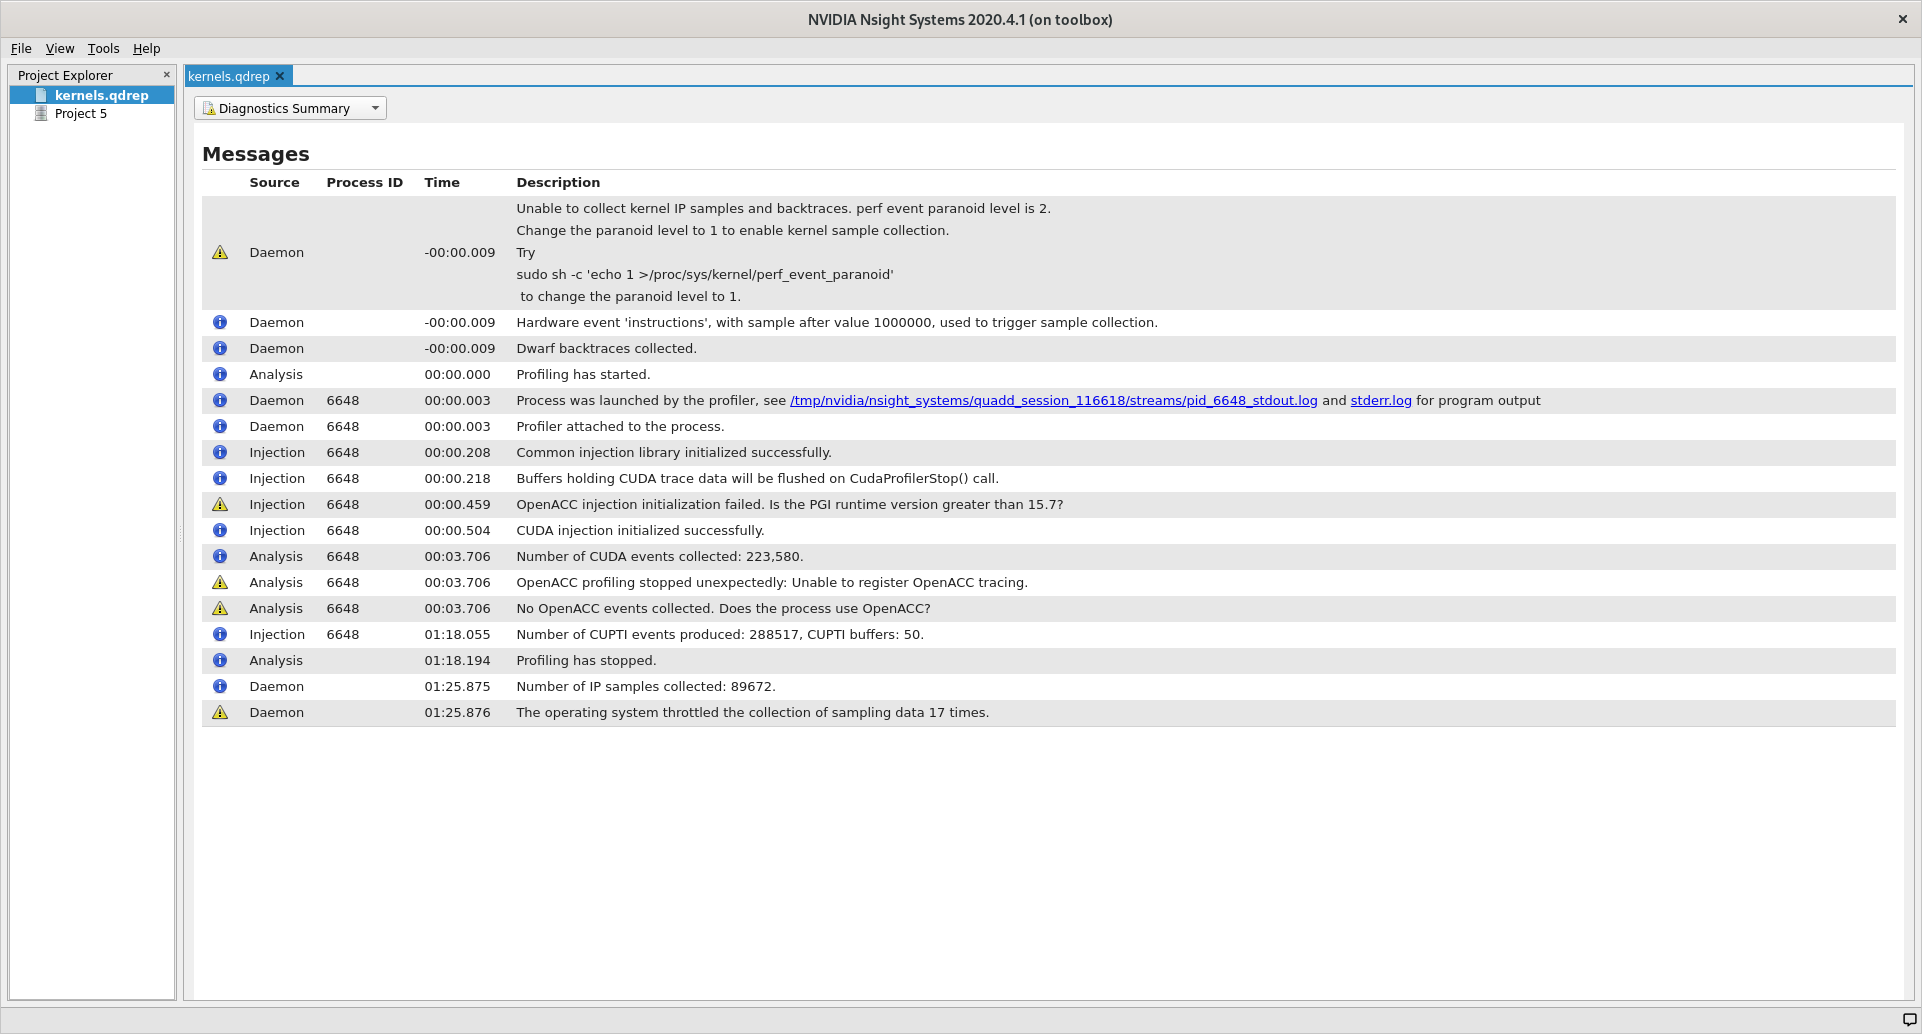 NVIDIA Nsight Systems 2020.4.1 (on toolbox)
File View Tools Help
Project Explorer
kernels.qdrep
Project 5
kernels.qdrep
Diagnostics Summary
Messages
Source Process ID Time Description
Daemon -00:00.009 Unable to collect kernel IP samples and backtraces. perf event paranoid level is 2.
Change the paranoid level to 1 to enable kernel sample collection.
Try
sudo sh -c 'echo 1 >/proc/sys/kernel/perf_event_paranoid'
to change the paranoid level to 1.
Daemon -00:00.009 Hardware event 'instructions', with sample after value 1000000, used to trigger sample collection.
Daemon -00:00.009 Dwarf backtraces collected.
Analysis 00:00.000 Profiling has started.
Daemon 6648 00:00.003 Process was launched by the profiler, see /tmp/nvidia/nsight_systems/quadd_session_116618/streams/pid_6648_stdout.log and stderr.log for program output
Daemon 6648 00:00.003 Profiler attached to the process.
Injection 6648 00:00.208 Common injection library initialized successfully.
Injection 6648 00:00.218 Buffers holding CUDA trace data will be flushed on CudaProfilerStop() call.
Injection 6648 00:00.459 OpenACC injection initialization failed. Is the PGI runtime version greater than 15.7?
Injection 6648 00:00.504 CUDA injection initialized successfully.
Analysis 6648 00:03.706 Number of CUDA events collected: 223,580.
Analysis 6648 00:03.706 OpenACC profiling stopped unexpectedly: Unable to register OpenACC tracing.
Analysis 6648 00:03.706 No OpenACC events collected. Does the process use OpenACC?
Injection 6648 01:18.055 Number of CUPTI events produced: 288517, CUPTI buffers: 50.
Analysis 01:18.194 Profiling has stopped.
Daemon 01:25.875 Number of IP samples collected: 89672.
Daemon 01:25.876 The operating system throttled the collection of sampling data 17 times.